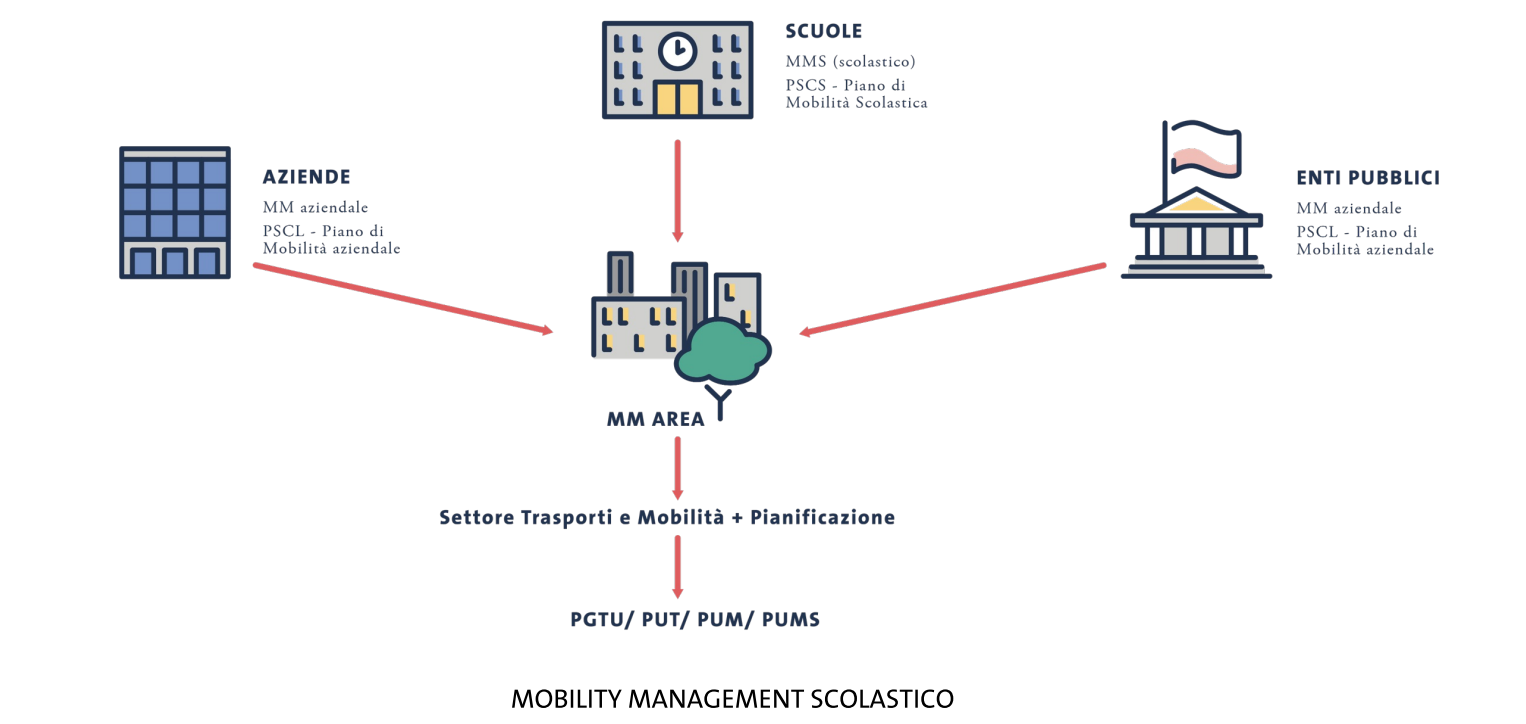 SCUOLE
MMS (scolastico)
PSCS - Piano di
Mobilità Scolastica
AZIENDE
MM aziendale
PSCL - Piano di
Mobilità aziendale
ENTI PUBBLICI
MM aziendale
PSCL - Piano di
Mobilità aziendale
MM AREA
Settore Trasporti e Mobilità + Pianificazione
PGTU/ PUT/ PUM/ PUMS
MOBILITY MANAGEMENT SCOLASTICO